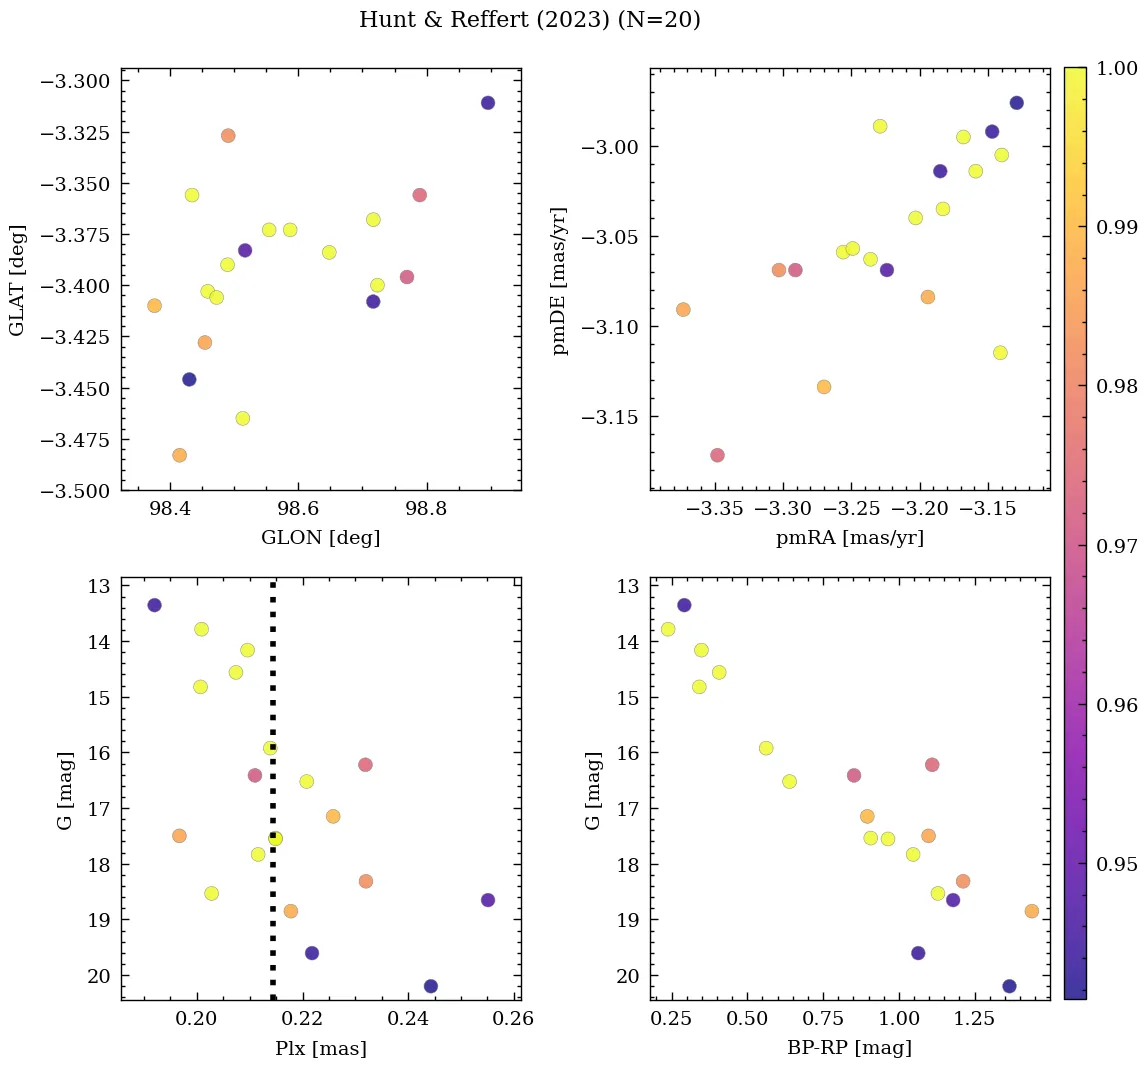 Hunt & Reffert (2023) (N=20)
−3.300
−3.325
−3.350
−3.375
−3.400
−3.425
−3.450
−3.475
−3.500
GLAT [deg]
98.4 98.6 98.8
GLON [deg]
−3.00
−3.05
−3.10
−3.15
pmDE [mas/yr]
−3.35 −3.30 −3.25 −3.20 −3.15
pmRA [mas/yr]
13
14
15
16
17
18
19
20
G [mag]
0.20 0.22 0.24 0.26
Plx [mas]
13
14
15
16
17
18
19
20
G [mag]
0.25 0.50 0.75 1.00 1.25
BP-RP [mag]
1.00
0.99
0.98
0.97
0.96
0.95